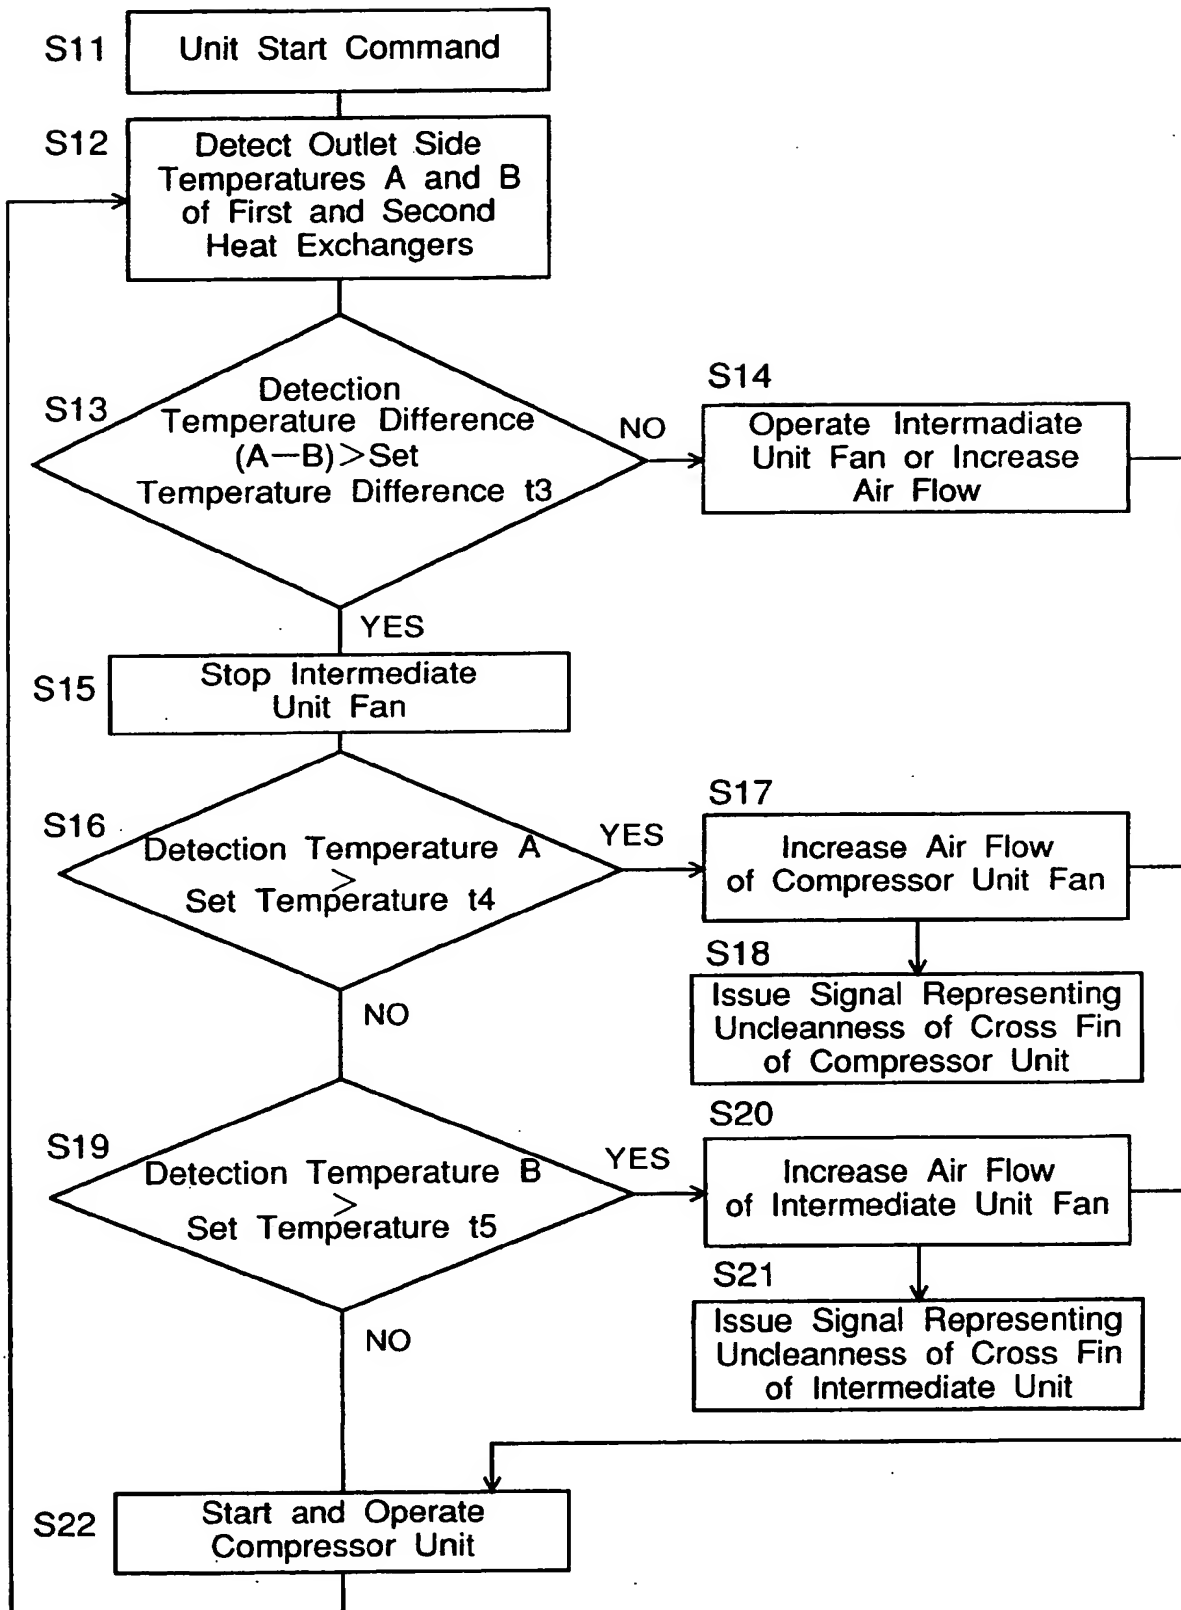 S11
Unit Start Command
S12
Detect Outlet Side
Temperatures A and B
of First and Second
Heat Exchangers
S13
Detection
Temperature Difference
(A—B)>Set
Temperature Difference t3
NO
S14
Operate Intermadiate
Unit Fan or Increase
Air Flow
YES
S15
Stop Intermediate
Unit Fan
S16
Detection Temperature A
>
Set Temperature t4
YES
S17
Increase Air Flow
of Compressor Unit Fan
S18
Issue Signal Representing
Uncleanness of Cross Fin
of Compressor Unit
NO
S19
Detection Temperature B
>
Set Temperature t5
YES
S20
Increase Air Flow
of Intermediate Unit Fan
S21
Issue Signal Representing
Uncleanness of Cross Fin
of Intermediate Unit
NO
S22
Start and Operate
Compressor Unit